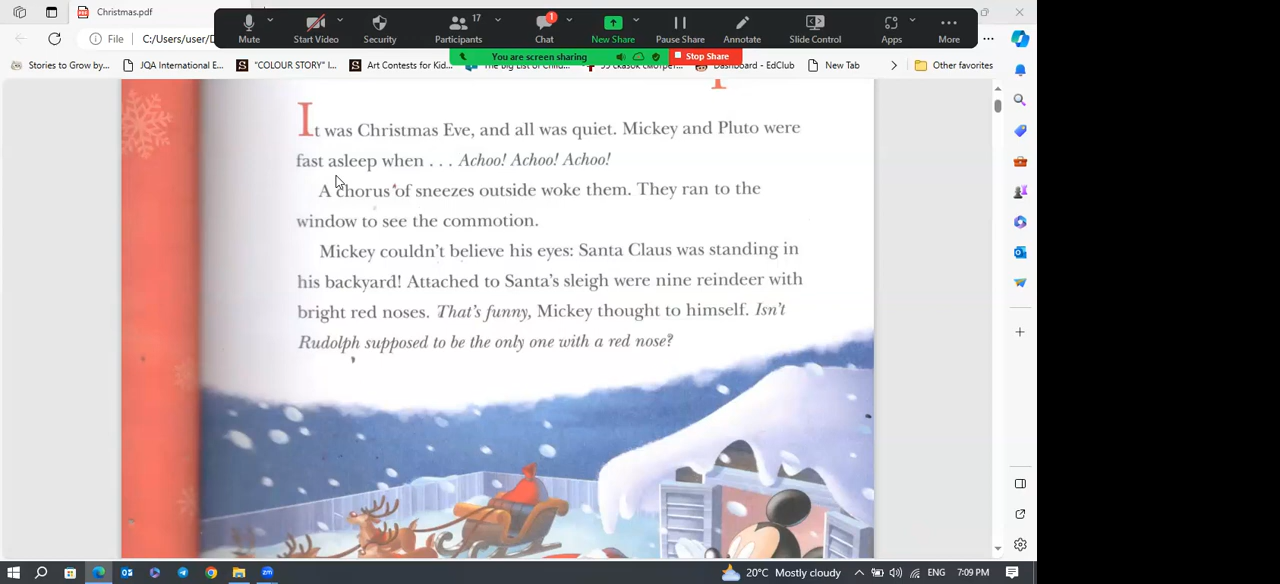 Christmas.pdf
Mute
Start Video
Security
17
Participants
1
Chat
New Share
Pause Share
Annotate
Slide Control
Apps
More
File
C:/Users/user/D
You are screen sharing
Stop Share
Stories to Grow by...
JQA International E...
S "COLOUR STORY" I...
S Art Contests for Kid...
The Big List of Child...
Dashboard - EdClub
New Tab
Other favorites
It was Christmas Eve, and all was quiet. Mickey and Pluto were
fast asleep when . . . Achoo! Achoo! Achoo!
A chorus of sneezes outside woke them. They ran to the
window to see the commotion.
Mickey couldn't believe his eyes: Santa Claus was standing in
his backyard! Attached to Santa's sleigh were nine reindeer with
bright red noses. That's funny, Mickey thought to himself. Isn't
Rudolph supposed to be the only one with a red nose?
20°C Mostly cloudy
ENG
7:09 PM